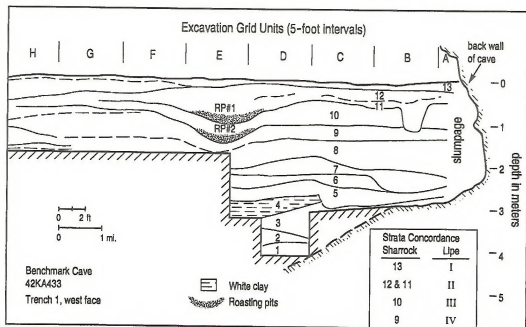 Excavation Grid Units (5-foot intervals)
H G F E D C B A
back wall
of cave
RP#1
RP#2
13
12
11
10
9
8
7
6
5
4
3
2
1
slumpage
0
1
2
3
4
5
depth in meters
0 2 ft
0 1 mi.
Benchmark Cave
42KA433
Trench 1, west face
White clay
Roasting pits
Strata Concordance
Sharrock Lipe
13 I
12 & 11 II
10 III
9 IV